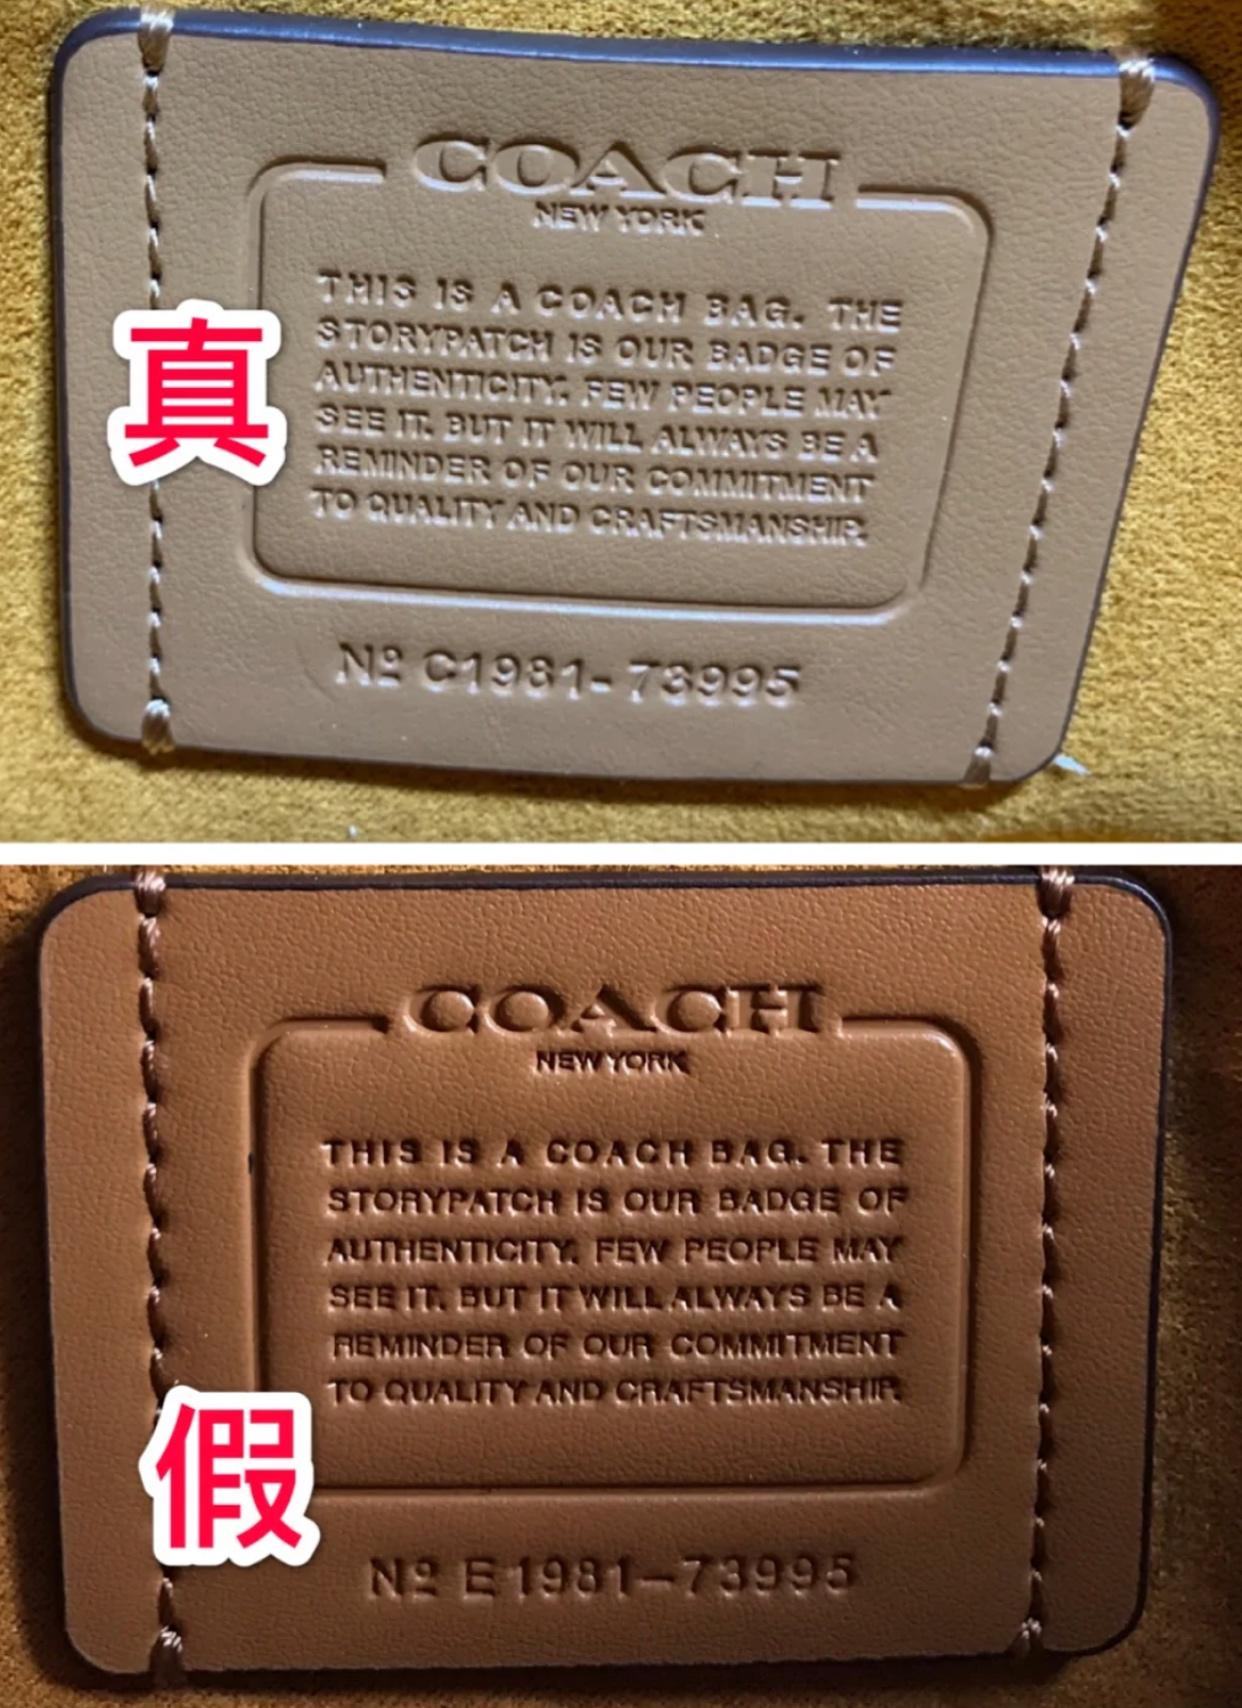 COACH
NEW YORK
THIS IS A COACH BAG. THE
STORYPATCH IS OUR BADGE OF
AUTHENTICITY. FEW PEOPLE MAY
SEE IT. BUT IT WILL ALWAYS BE A
REMINDER OF OUR COMMITMENT
TO QUALITY AND CRAFTSMANSHIP.
Nº C1981-73995
真
COACH
NEW YORK
THIS IS A COACH BAG. THE
STORYPATCH IS OUR BADGE OF
AUTHENTICITY. FEW PEOPLE MAY
SEE IT. BUT IT WILL ALWAYS BE A
REMINDER OF OUR COMMITMENT
TO QUALITY AND CRAFTSMANSHIP.
Nº E1981-73995
假